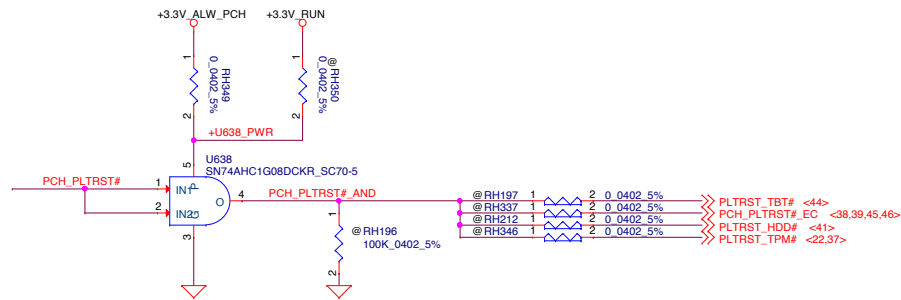 +3.3V_ALW_PCH
+3.3V_RUN
1
1
RH349
0_0402_5%
@
RH350
0_0402_5%
2
2
+U638_PWR
U638
SN74AHC1G08DCKR_SC70-5
5
PCH_PLTRST#
1
IN1
P
2
IN2
G
O
4
3
PCH_PLTRST#_AND
1
@RH196
100K_0402_5%
2
@RH197 1 2 0_0402_5% PLTRST_TBT# <44>
@RH337 1 2 0_0402_5% PCH_PLTRST#_EC <38,39,45,46>
@RH212 1 2 0_0402_5% PLTRST_HDD# <41>
@RH346 1 2 0_0402_5% PLTRST_TPM# <22,37>